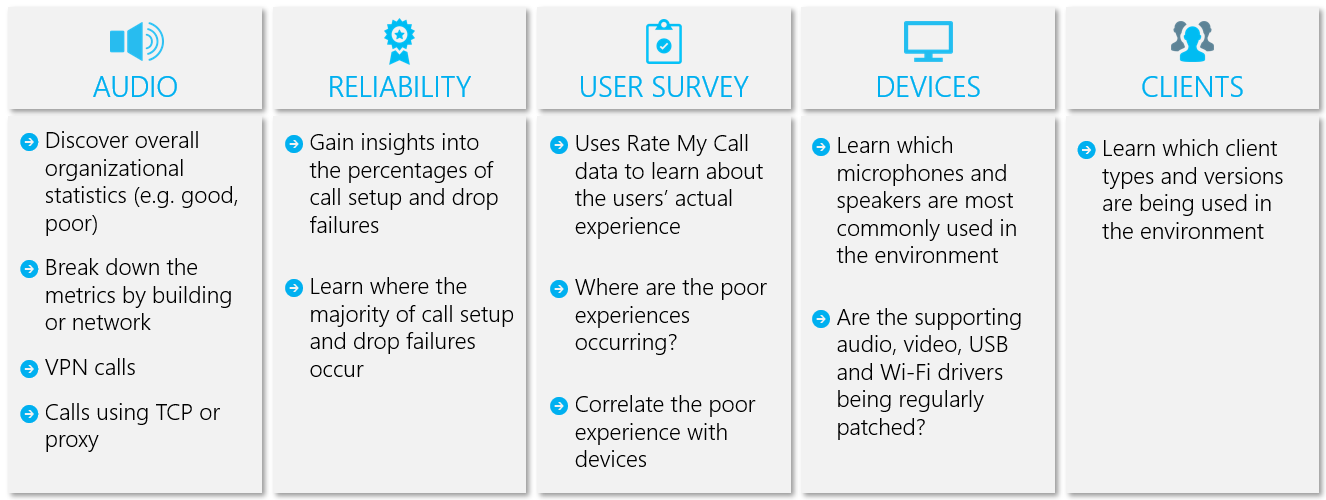 AUDIO
Discover overall
organizational
statistics (e.g. good,
poor)
Break down the
metrics by building
or network
VPN calls
Calls using TCP or
proxy
RELIABILITY
Gain insights into
the percentages of
call setup and drop
failures
Learn where the
majority of call setup
and drop failures
occur
USER SURVEY
Uses Rate My Call
data to learn about
the users’ actual
experience
Where are the poor
experiences
occurring?
Correlate the poor
experience with
devices
DEVICES
Learn which
microphones and
speakers are most
commonly used in
the environment
Are the supporting
audio, video, USB
and Wi-Fi drivers
being regularly
patched?
CLIENTS
Learn which client
types and versions
are being used in
the environment